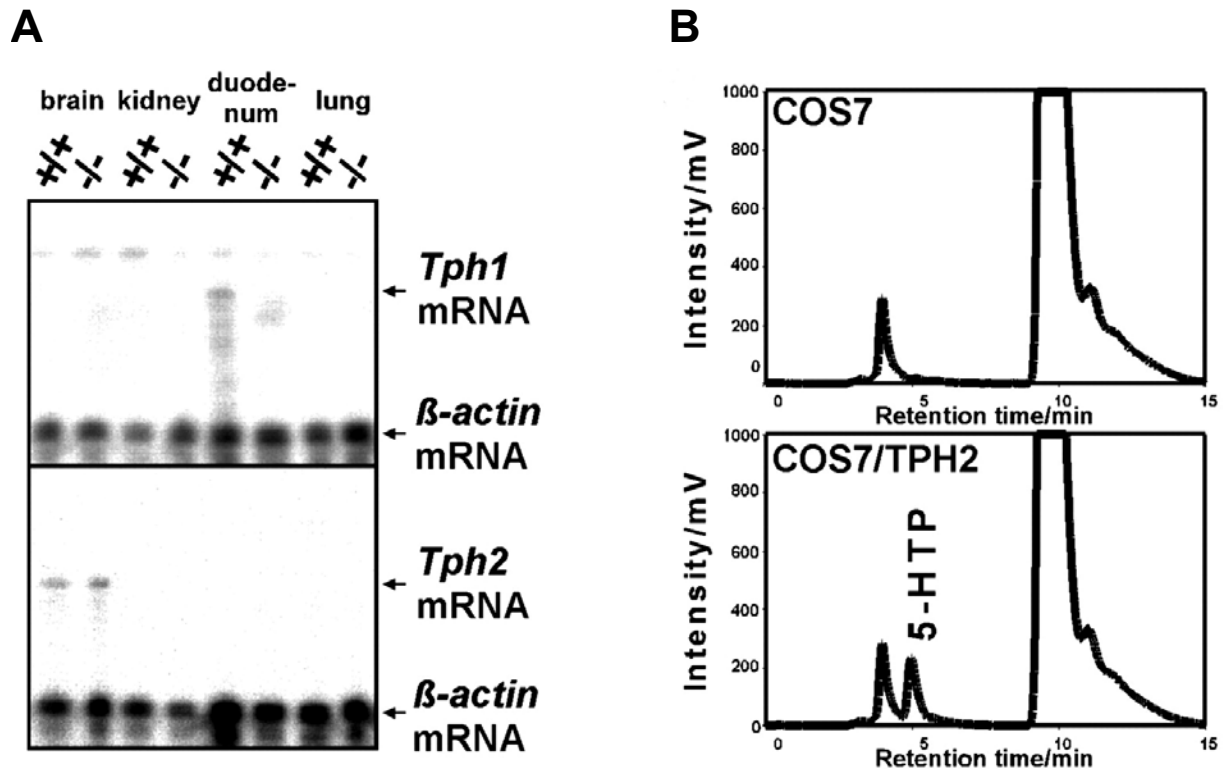 A
B
duode-
brain kidney num lung
+/+ -/- +/+ -/- +/+ -/- +/+ -/-
Tph1
mRNA
ß-actin
mRNA
Tph2
mRNA
ß-actin
mRNA
COS7
Intensity/mV
1000
800
600
400
200
0
5
10
15
Retention time/min
COS7/TPH2
5-HTP
Intensity/mV
1000
800
600
400
200
0
0
5
10
15
Retention time/min